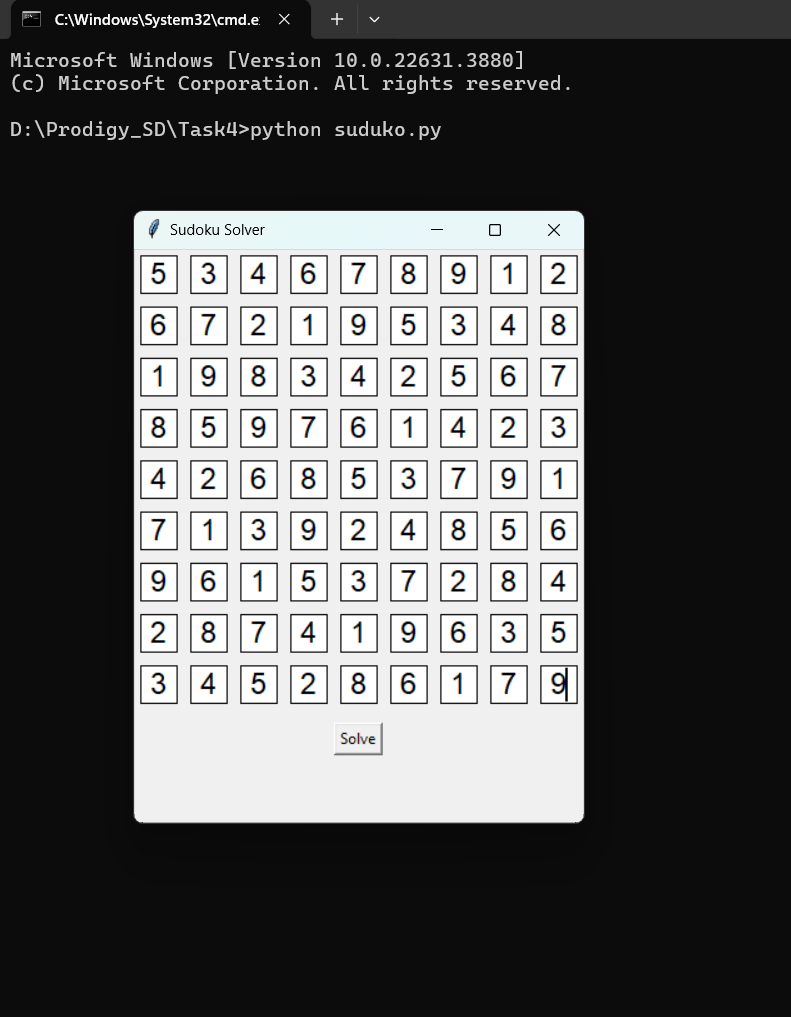 C:\Windows\System32\cmd.e
Microsoft Windows [Version 10.0.22631.3880]
(c) Microsoft Corporation. All rights reserved.
D:\Prodigy_SD\Task4>python suduko.py
Sudoku Solver
5 3 4 6 7 8 9 1 2
6 7 2 1 9 5 3 4 8
1 9 8 3 4 2 5 6 7
8 5 9 7 6 1 4 2 3
4 2 6 8 5 3 7 9 1
7 1 3 9 2 4 8 5 6
9 6 1 5 3 7 2 8 4
2 8 7 4 1 9 6 3 5
3 4 5 2 8 6 1 7 9
Solve